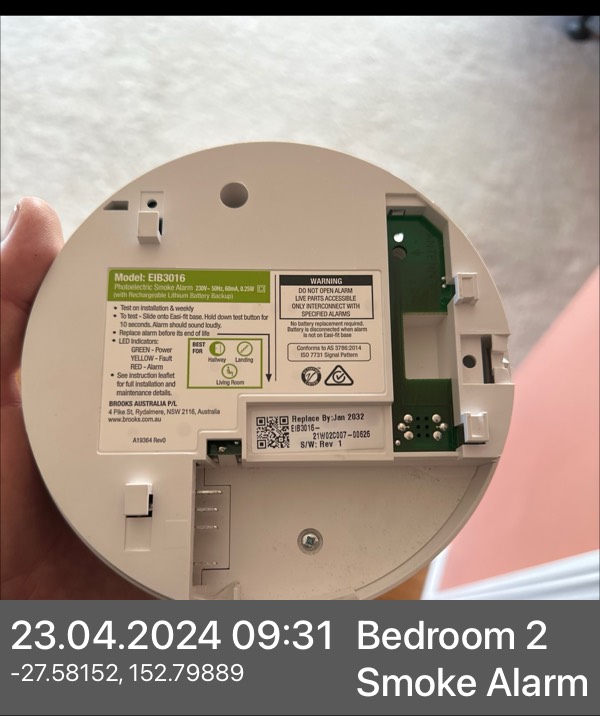 Model: EIB3016
Photoelectric Smoke Alarm 230V~ 50Hz, 60mA, 0.25W
(with Rechargeable Lithium Battery Backup)
• Test on installation & weekly
• To test - Slide onto Easi-fit base. Hold down test button for
10 seconds. Alarm should sound loudly.
• Replace alarm before its end of life
• LED Indicators:
GREEN - Power
YELLOW - Fault
RED - Alarm
• See instruction leaflet
for full installation and
maintenance details.
BEST
FOR
Hallway
Landing
Living Room
BROOKS AUSTRALIA P/L
4 Pike St, Rydalmere, NSW 2116, Australia
www.brooks.com.au
A19364 Rev0
WARNING
DO NOT OPEN ALARM
LIVE PARTS ACCESSIBLE
ONLY INTERCONNECT WITH
SPECIFIED ALARMS
No battery replacement required.
Battery is disconnected when alarm
is not on Easi-fit base
Conforms to AS 3786:2014
ISO 7731 Signal Pattern
Replace By:Jan 2032
EIB3016-
21W02C007-00626
S/W: Rev 1
23.04.2024 09:31
-27.58152, 152.79889
Bedroom 2
Smoke Alarm